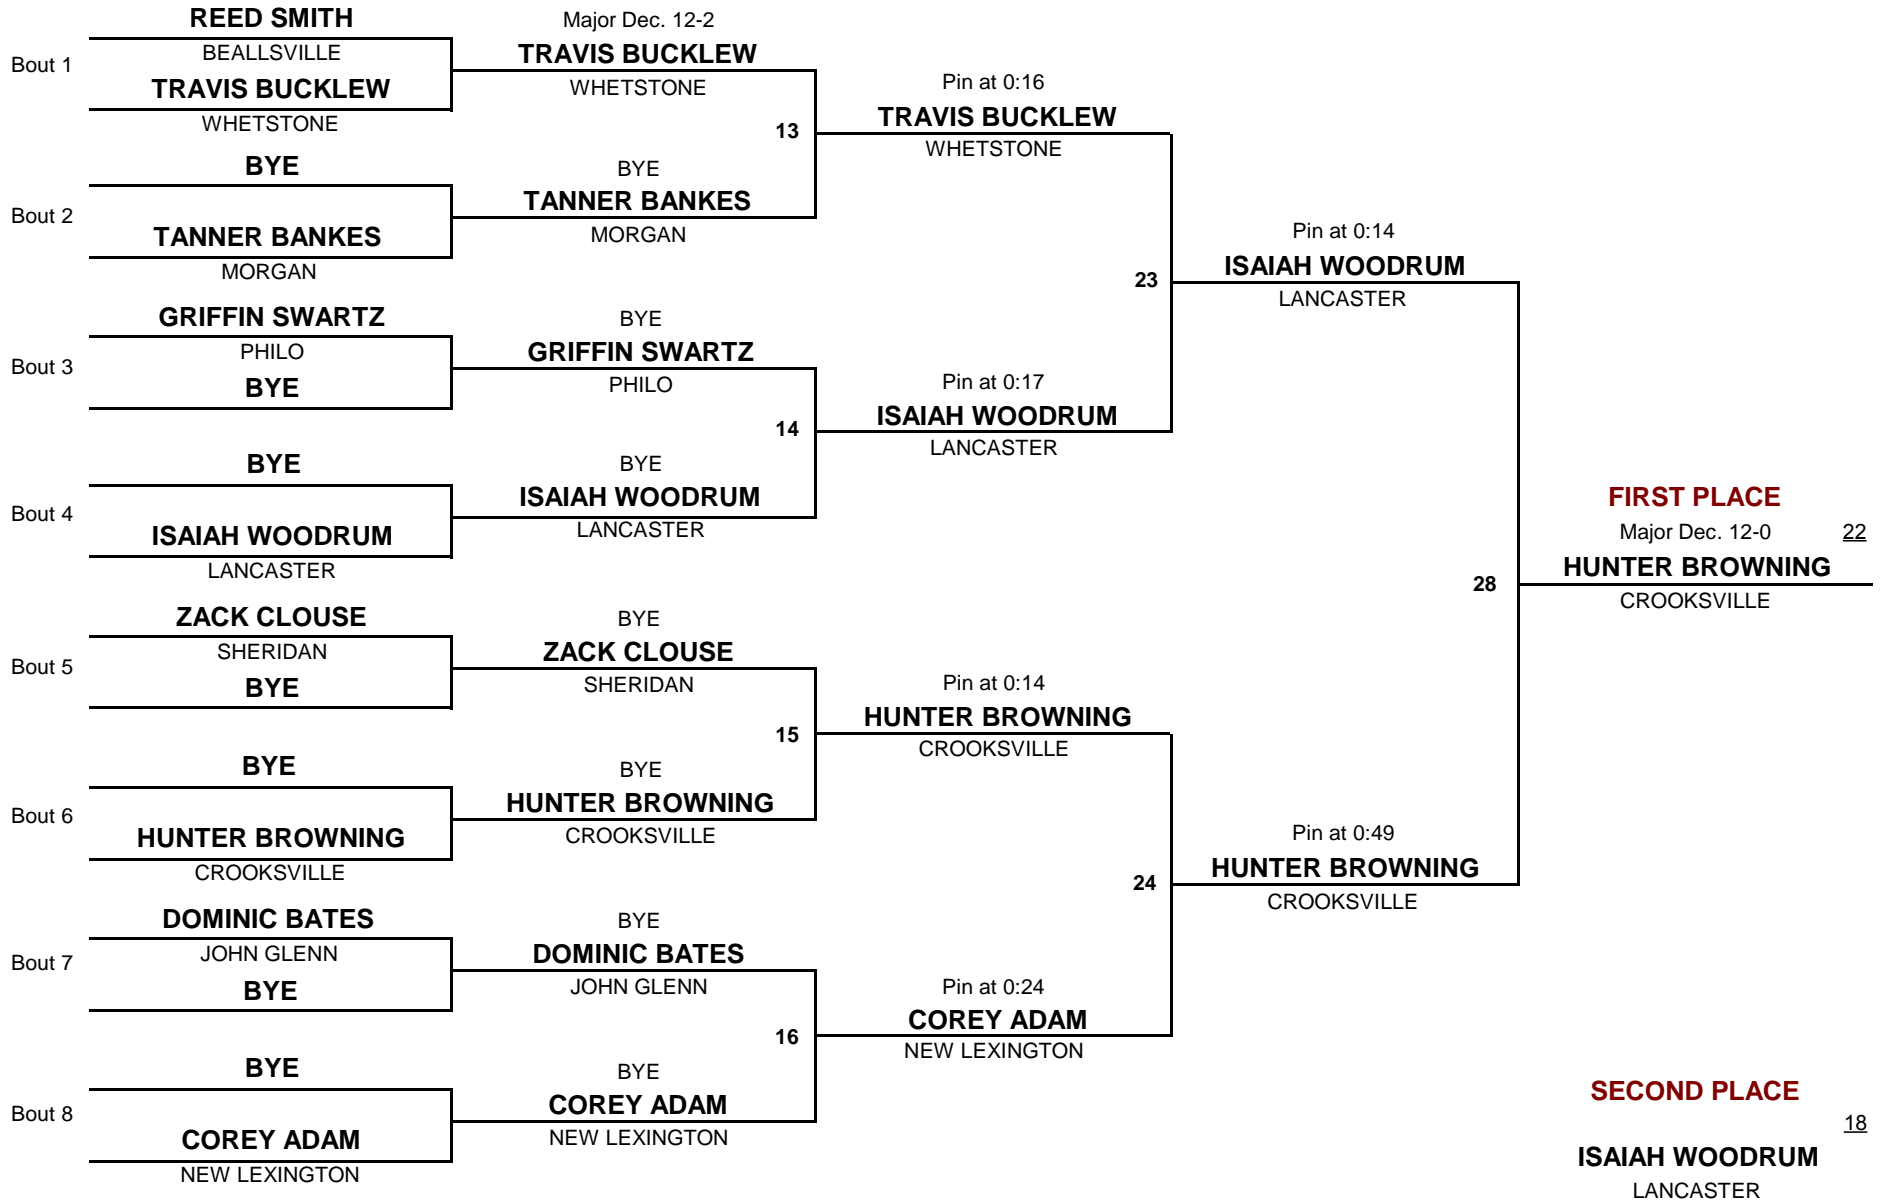 REED SMITH
Bout 1
BEALLSVILLE
TRAVIS BUCKLEW
WHETSTONE
BYE
Bout 2
TANNER BANKES
MORGAN
GRIFFIN SWARTZ
Bout 3
PHILO
BYE
BYE
Bout 4
ISAIAH WOODRUM
LANCASTER
ZACK CLOUSE
Bout 5
SHERIDAN
BYE
BYE
Bout 6
HUNTER BROWNING
CROOKSVILLE
DOMINIC BATES
Bout 7
JOHN GLENN
BYE
BYE
Bout 8
COREY ADAM
NEW LEXINGTON
Major Dec. 12-2
TRAVIS BUCKLEW
WHETSTONE
13
BYE
TANNER BANKES
MORGAN
BYE
GRIFFIN SWARTZ
PHILO
14
BYE
ISAIAH WOODRUM
LANCASTER
BYE
ZACK CLOUSE
SHERIDAN
15
BYE
HUNTER BROWNING
CROOKSVILLE
BYE
DOMINIC BATES
JOHN GLENN
16
BYE
COREY ADAM
NEW LEXINGTON
Pin at 0:16
TRAVIS BUCKLEW
WHETSTONE
23
Pin at 0:17
ISAIAH WOODRUM
LANCASTER
Pin at 0:14
HUNTER BROWNING
CROOKSVILLE
24
Pin at 0:24
COREY ADAM
NEW LEXINGTON
Pin at 0:14
ISAIAH WOODRUM
LANCASTER
28
Pin at 0:49
HUNTER BROWNING
CROOKSVILLE
FIRST PLACE
Major Dec. 12-0 22
HUNTER BROWNING
CROOKSVILLE
SECOND PLACE
18
ISAIAH WOODRUM
LANCASTER